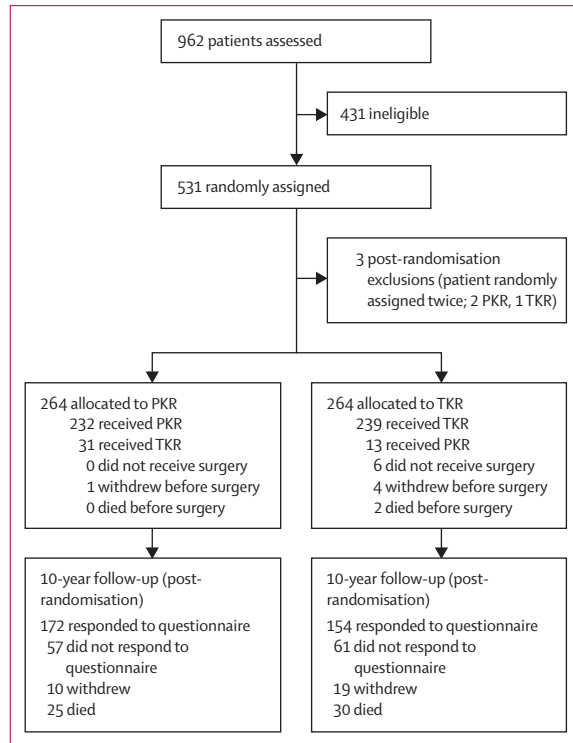 962 patients assessed
431 ineligible
531 randomly assigned
3 post-randomisation
exclusions (patient randomly
assigned twice; 2 PKR, 1 TKR)
264 allocated to PKR
232 received PKR
31 received TKR
0 did not receive surgery
1 withdrew before surgery
0 died before surgery
264 allocated to TKR
239 received TKR
13 received PKR
6 did not receive surgery
4 withdrew before surgery
2 died before surgery
10-year follow-up (post-
randomisation)
172 responded to questionnaire
57 did not respond to
questionnaire
10 withdrew
25 died
10-year follow-up (post-
randomisation)
154 responded to questionnaire
61 did not respond to
questionnaire
19 withdrew
30 died